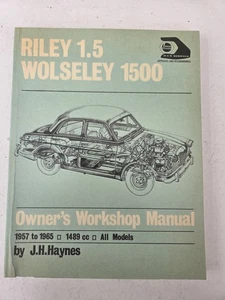 RILEY 1.5
WOLSELEY 1500
Owner's Workshop Manual
1957 to 1965 □ 1489 cc □ All Models
by J.H.Haynes